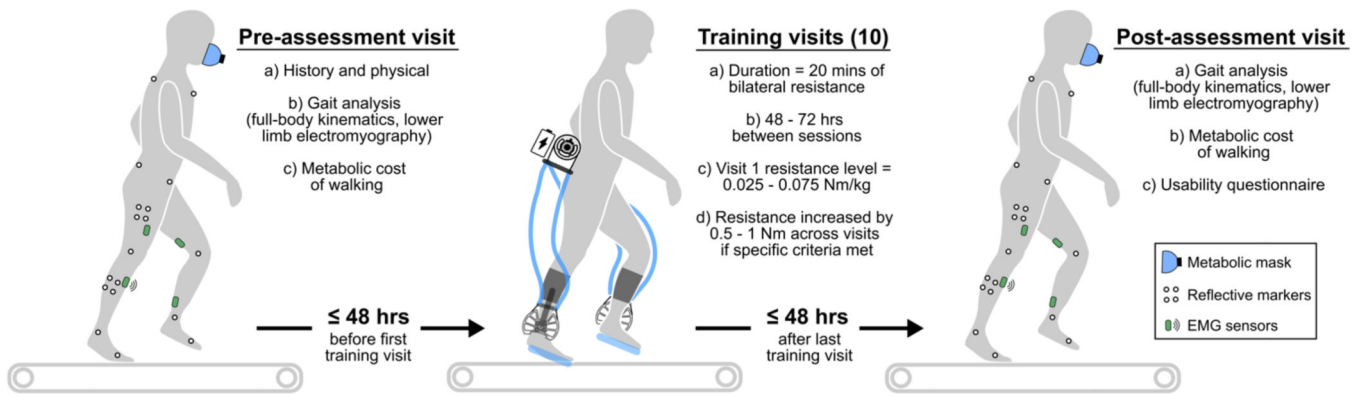 Pre-assessment visit
a) History and physical
b) Gait analysis
(full-body kinematics, lower
limb electromyography)
c) Metabolic cost
of walking
≤ 48 hrs
before first
training visit
Training visits (10)
a) Duration = 20 mins of
bilateral resistance
b) 48 - 72 hrs
between sessions
c) Visit 1 resistance level =
0.025 - 0.075 Nm/kg
d) Resistance increased by
0.5 - 1 Nm across visits
if specific criteria met
≤ 48 hrs
after last
training visit
Post-assessment visit
a) Gait analysis
(full-body kinematics, lower
limb electromyography)
b) Metabolic cost
of walking
c) Usability questionnaire
Metabolic mask
Reflective markers
EMG sensors